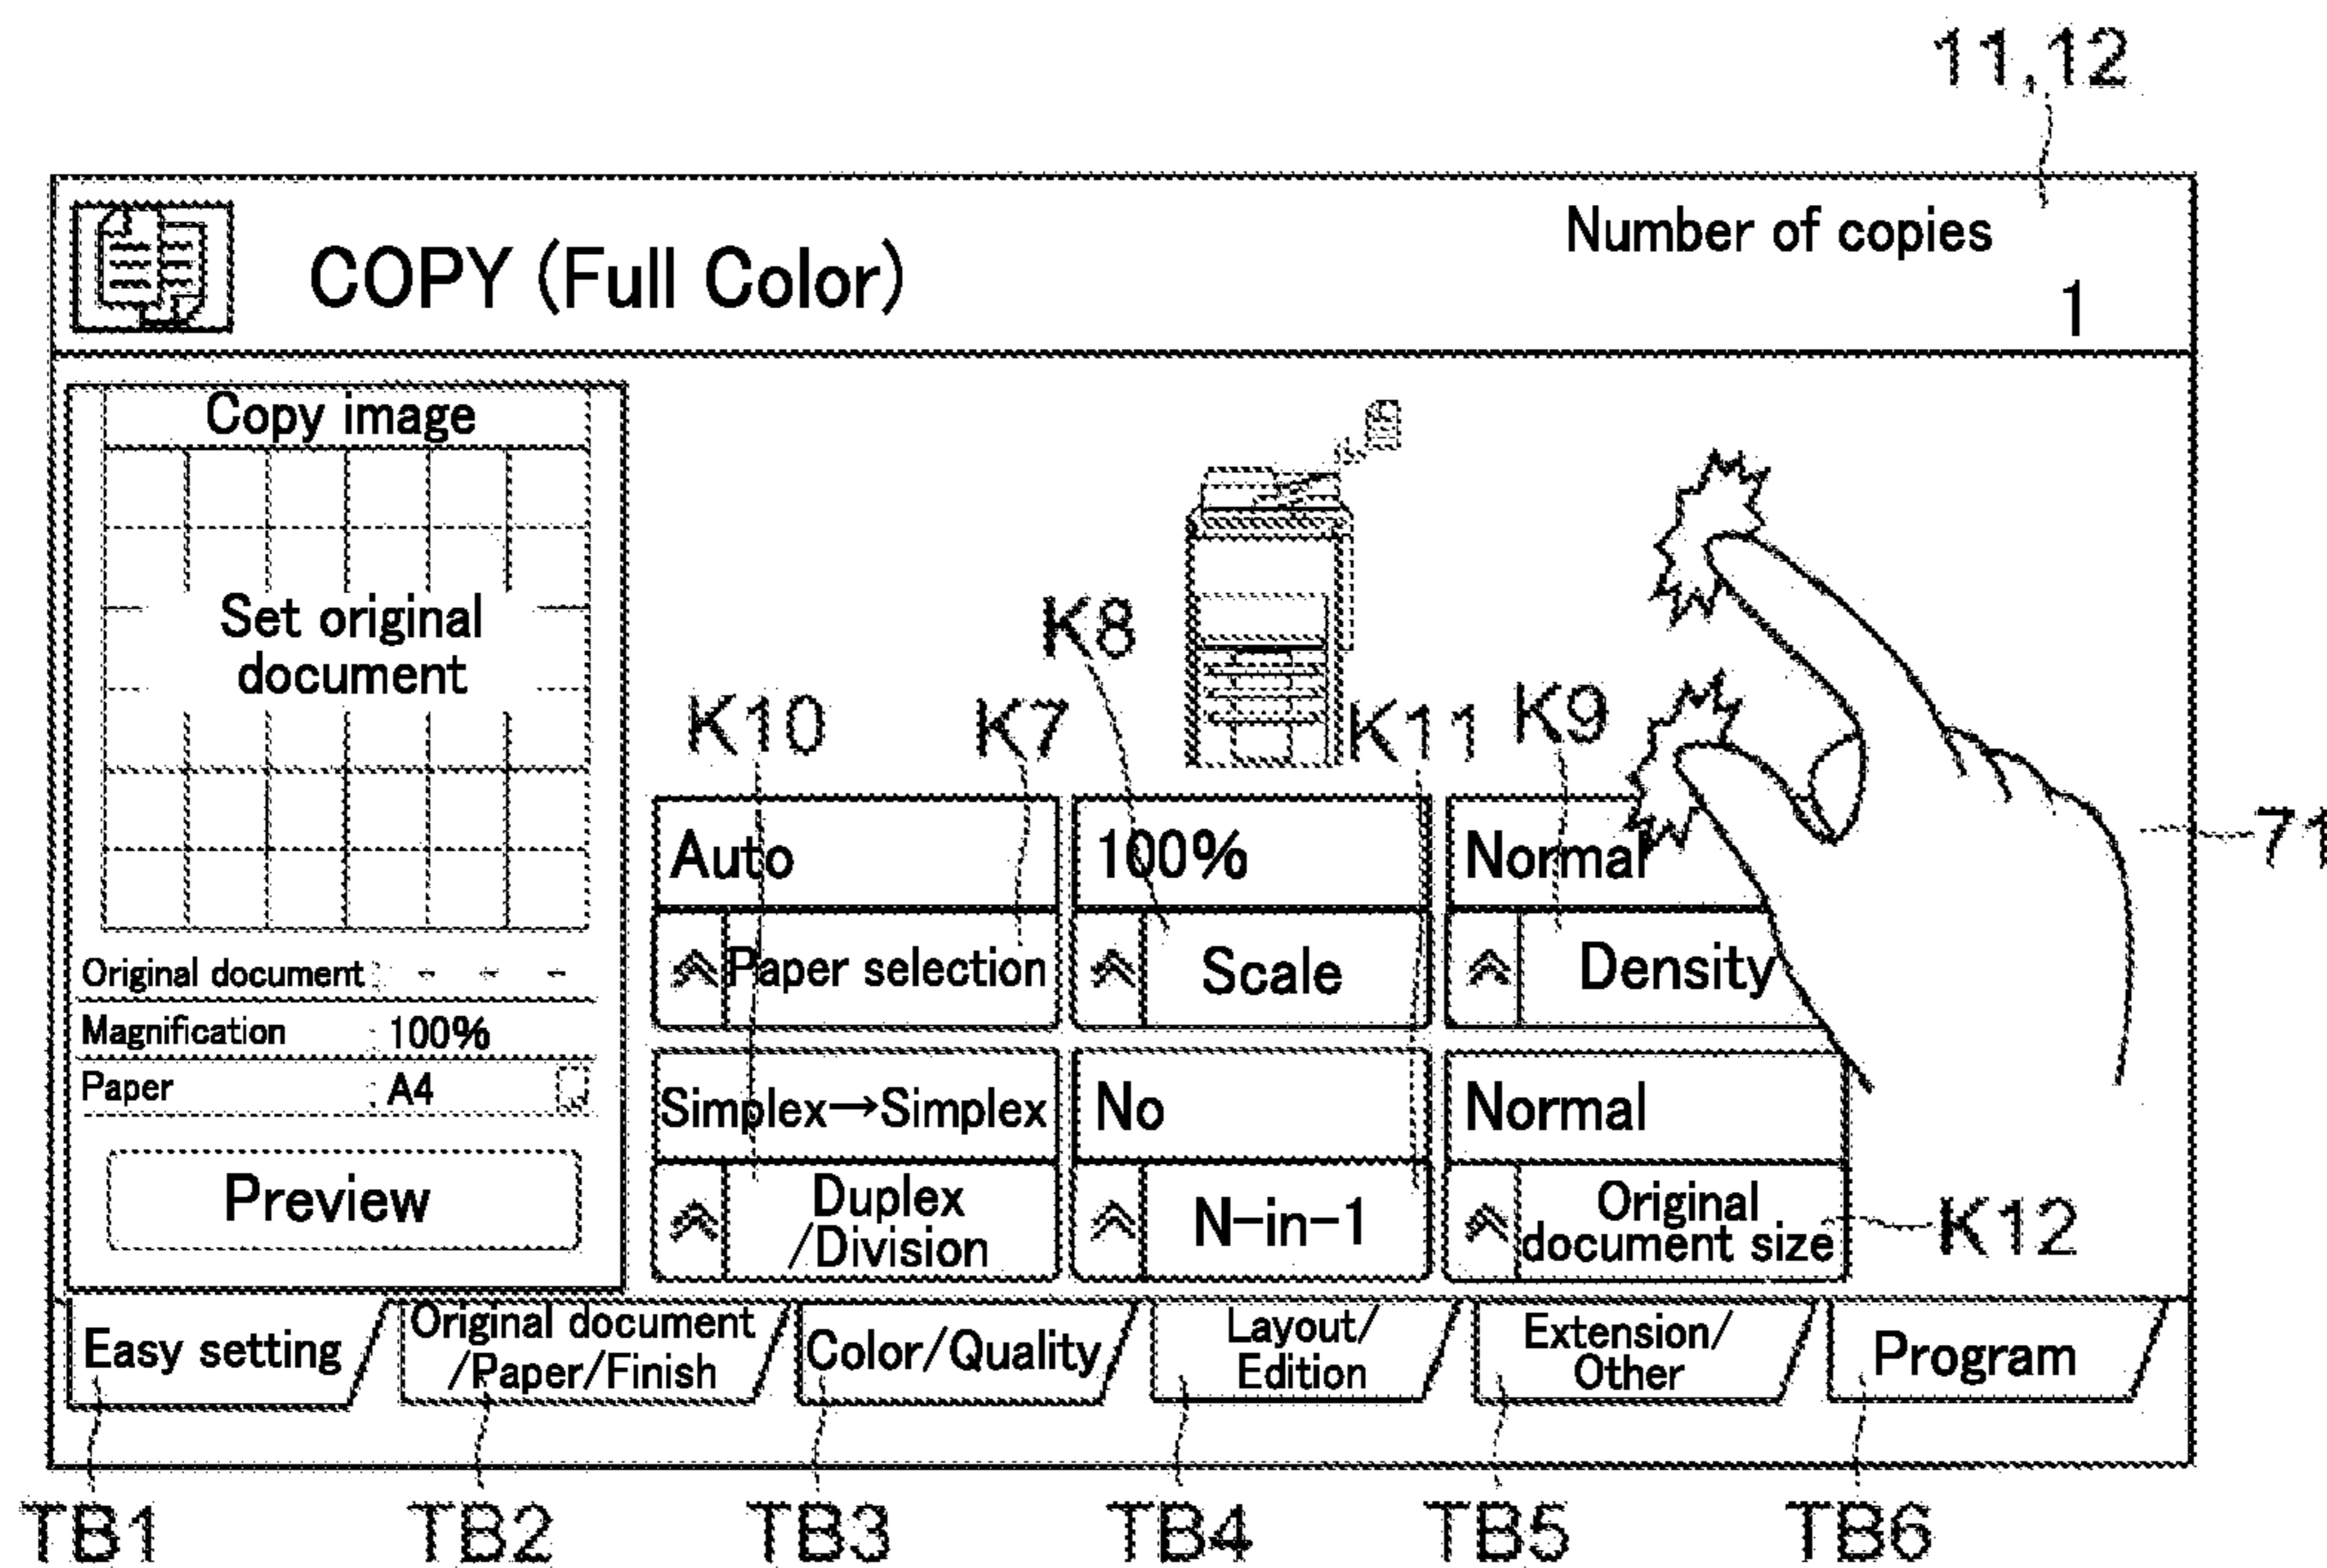 11,12
COPY (Full Color)
Number of copies
1
Copy image
Set original
document
Original document : - - -
Magnification : 100%
Paper : A4
Preview
K8
K10
K7
K11
K9
71
Auto
Paper selection
100%
Scale
Normal
Density
Simplex→Simplex
Duplex
/Division
No
N-in-1
Normal
Original
document size
K12
Easy setting
Original document
/Paper/Finish
Color/Quality
Layout/
Edition
Extension/
Other
Program
TB1
TB2
TB3
TB4
TB5
TB6